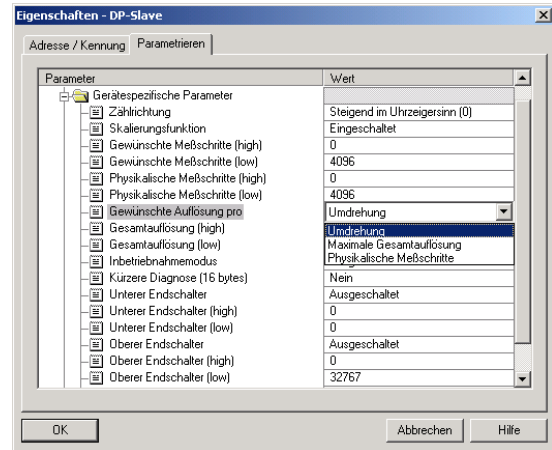 Eigenschaften - DP-Slave
Adresse / Kennung Parametrieren
Parameter Wert
Gerätespezifische Parameter
Zählrichtung Steigend im Uhrzeigersinn (0)
Skalierungsfunktion Eingeschaltet
Gewünschte Meßschritte (high) 0
Gewünschte Meßschritte (low) 4096
Physikalische Meßschritte (high) 0
Physikalische Meßschritte (low) 4096
Gewünschte Auflösung pro Umdrehung
Gesamtauflösung (high) Umdrehung
Gesamtauflösung (low) Maximale Gesamtauflösung
Inbetriebnahmemodus Physikalische Meßschritte
Kürzere Diagnose (16 bytes) Nein
Unterer Endschalter Ausgeschaltet
Unterer Endschalter (high) 0
Unterer Endschalter (low) 0
Oberer Endschalter Ausgeschaltet
Oberer Endschalter (high) 0
Oberer Endschalter (low) 32767
OK Abbrechen Hilfe